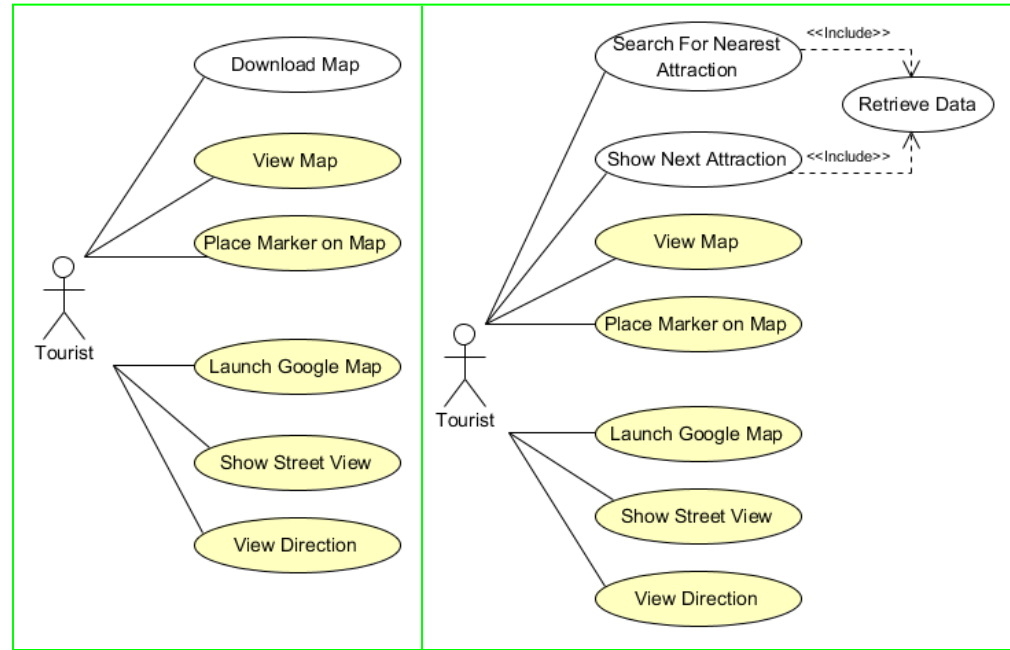 Download Map
View Map
Place Marker on Map
Tourist
Launch Google Map
Show Street View
View Direction
Search For Nearest
Attraction
<<Include>>
Retrieve Data
Show Next Attraction
<<Include>>
View Map
Place Marker on Map
Tourist
Launch Google Map
Show Street View
View Direction